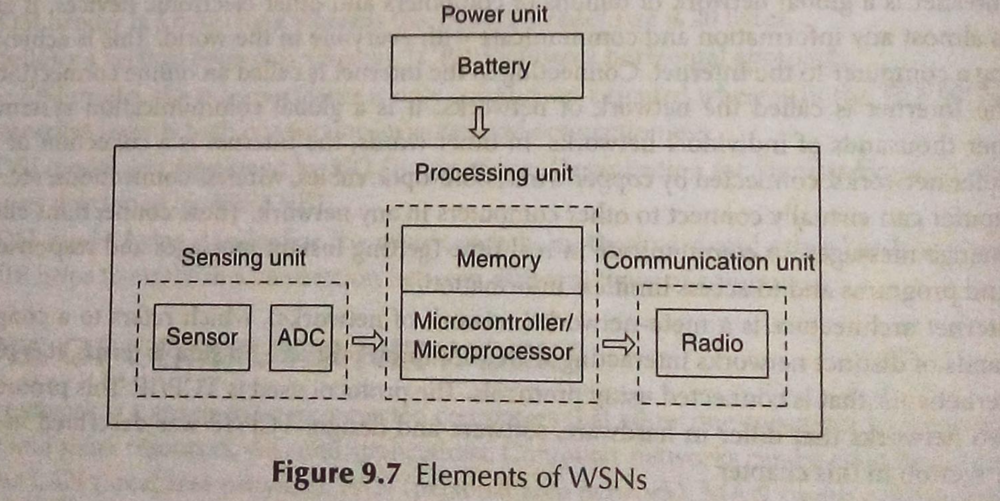 Power unit
Battery
Processing unit
Sensing unit
Memory
Communication unit
Sensor
ADC
Microcontroller/
Microprocessor
Radio
Figure 9.7 Elements of WSNs